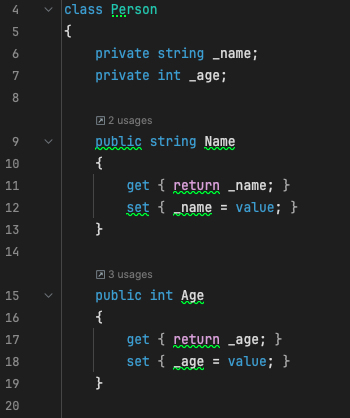 4 class Person
5 {
6 private string _name;
7 private int _age;
8
2 usages
9 public string Name
10 {
11 get { return _name; }
12 set { _name = value; }
13 }
14
3 usages
15 public int Age
16 {
17 get { return _age; }
18 set { _age = value; }
19 }
20